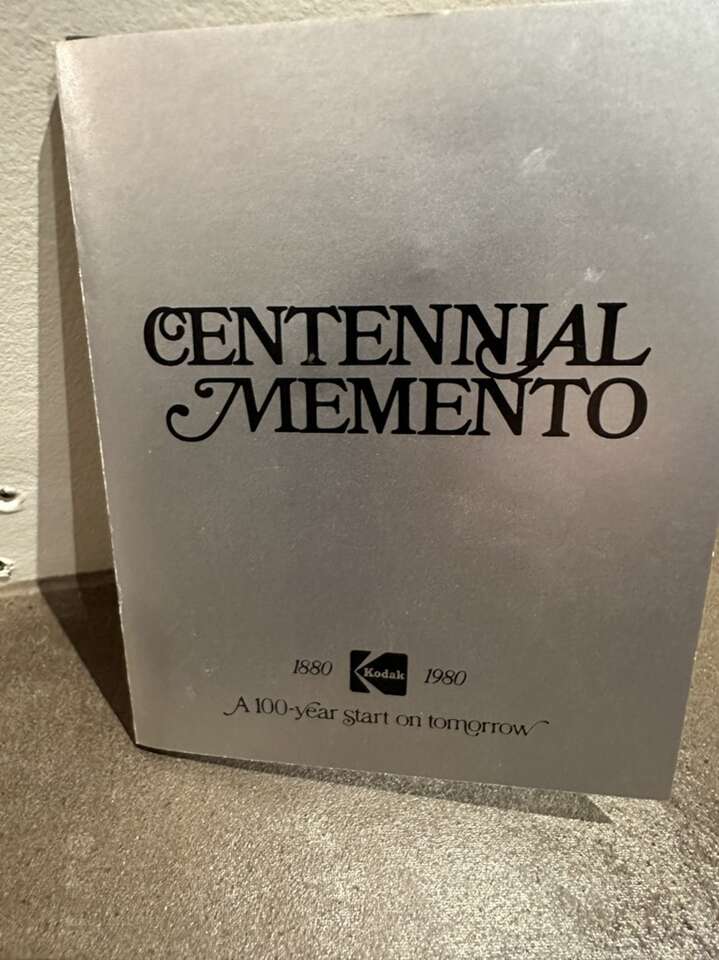 CENTENNIAL
MEMENTO
1880 Kodak 1980
A 100-year start on tomorrow